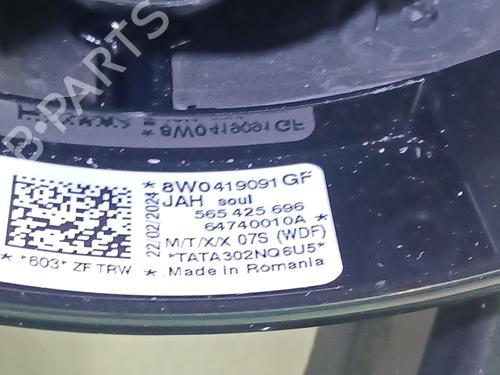 B-PARTS
*8W0419091GF
*8W0419091GF
JAH soul
565 425 696
64740010A *
M/T/X/X 07S (WDF)
*TATA302NQ6U5*
* Made in Romania
22.02.2024
* *603* ZF TRW